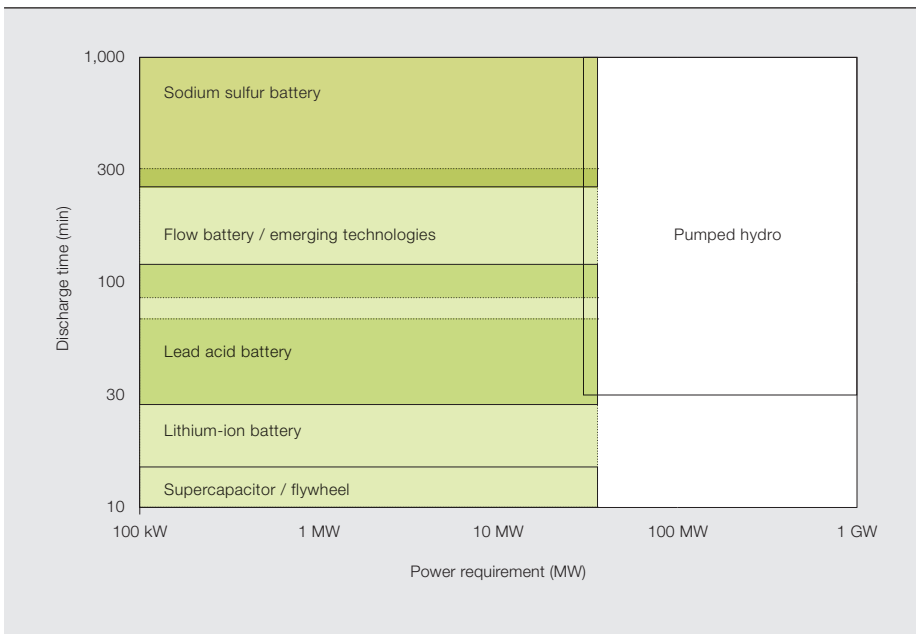 1,000
Sodium sulfur battery
300
Flow battery / emerging technologies
Pumped hydro
Discharge time (min)
100
Lead acid battery
30
Lithium-ion battery
Supercapacitor / flywheel
10
100 kW
1 MW
10 MW
100 MW
1 GW
Power requirement (MW)